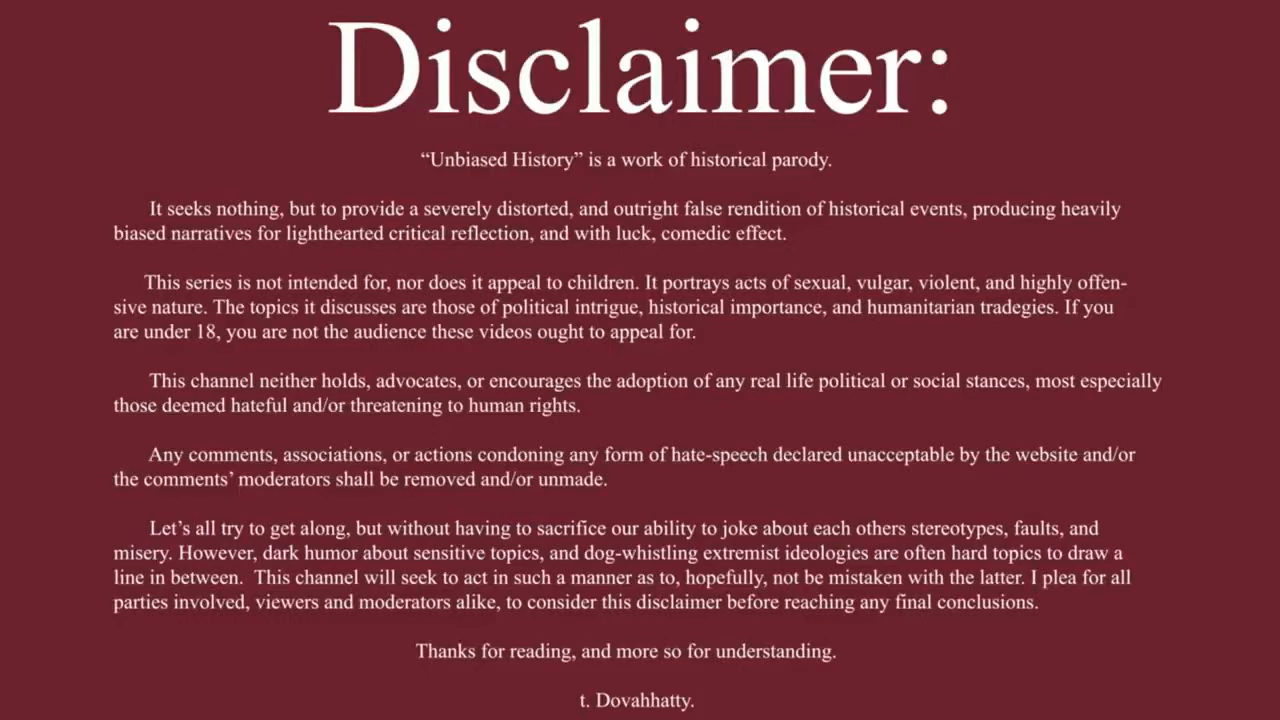 Disclaimer:
“Unbiased History” is a work of historical parody.
It seeks nothing, but to provide a severely distorted, and outright false rendition of historical events, producing heavily
biased narratives for lighthearted critical reflection, and with luck, comedic effect.
This series is not intended for, nor does it appeal to children. It portrays acts of sexual, vulgar, violent, and highly offen-
sive nature. The topics it discusses are those of political intrigue, historical importance, and humanitarian tradegies. If you
are under 18, you are not the audience these videos ought to appeal for.
This channel neither holds, advocates, or encourages the adoption of any real life political or social stances, most especially
those deemed hateful and/or threatening to human rights.
Any comments, associations, or actions condoning any form of hate-speech declared unacceptable by the website and/or
the comments’ moderators shall be removed and/or unmade.
Let’s all try to get along, but without having to sacrifice our ability to joke about each others stereotypes, faults, and
misery. However, dark humor about sensitive topics, and dog-whistling extremist ideologies are often hard topics to draw a
line in between.  This channel will seek to act in such a manner as to, hopefully, not be mistaken with the latter. I plea for all
parties involved, viewers and moderators alike, to consider this disclaimer before reaching any final conclusions.
Thanks for reading, and more so for understanding.
t. Dovahhatty.